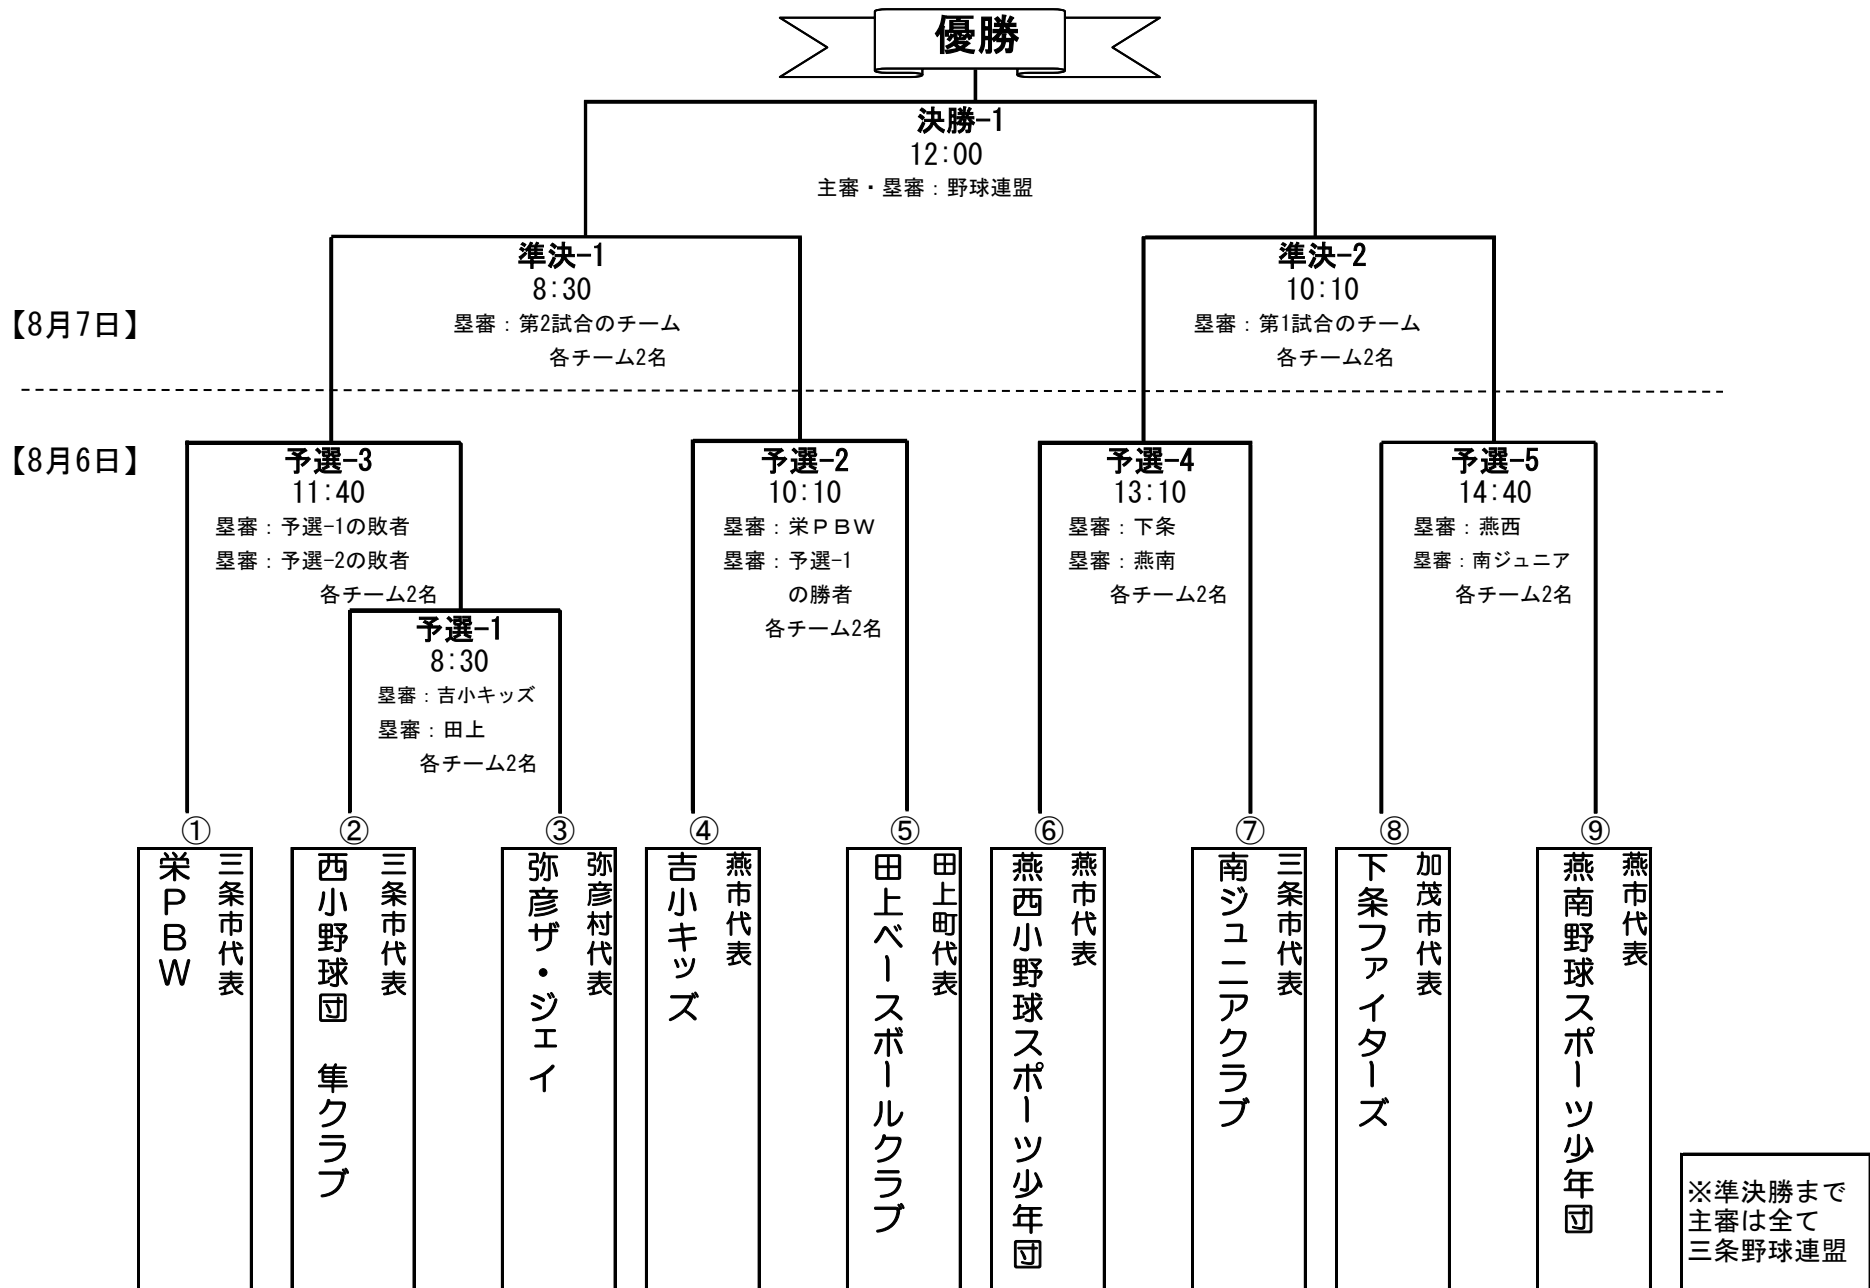 優勝
決勝-1
12:00
主審・塁審：野球連盟
準決-1
8:30
塁審：第2試合のチーム
各チーム2名
準決-2
10:10
塁審：第1試合のチーム
各チーム2名
【8月7日】
【8月6日】
予選-3
11:40
塁審：予選-1の敗者
塁審：予選-2の敗者
各チーム2名
予選-1
8:30
塁審：吉小キッズ
塁審：田上
各チーム2名
予選-2
10:10
塁審：栄ＰＢＷ
塁審：予選-1
の勝者
各チーム2名
予選-4
13:10
塁審：下条
塁審：燕南
各チーム2名
予選-5
14:40
塁審：燕西
塁審：南ジュニア
各チーム2名
①
三条市代表
栄ＰＢＷ
②
三条市代表
西小野球団　隼クラブ
③
弥彦村代表
弥彦ザ・ジェイ
④
燕市代表
吉小キッズ
⑤
田上町代表
田上ベースボールクラブ
⑥
燕市代表
燕西小野球スポーツ少年団
⑦
三条市代表
南ジュニアクラブ
⑧
加茂市代表
下条ファイターズ
⑨
燕市代表
燕南野球スポーツ少年団
※準決勝まで
主審は全て
三条野球連盟